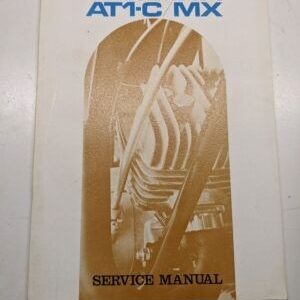 AT1-C MX
SERVICE MANUAL